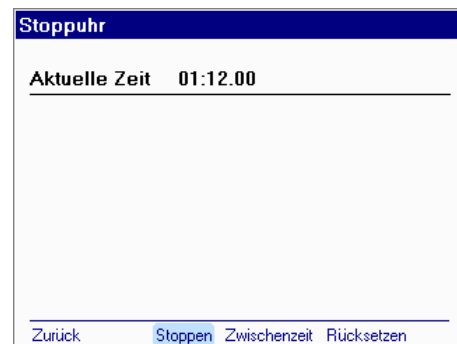 Stoppuhr
Aktuelle Zeit 01:12.00
Zurück Stoppen Zwischenzeit Rücksetzen